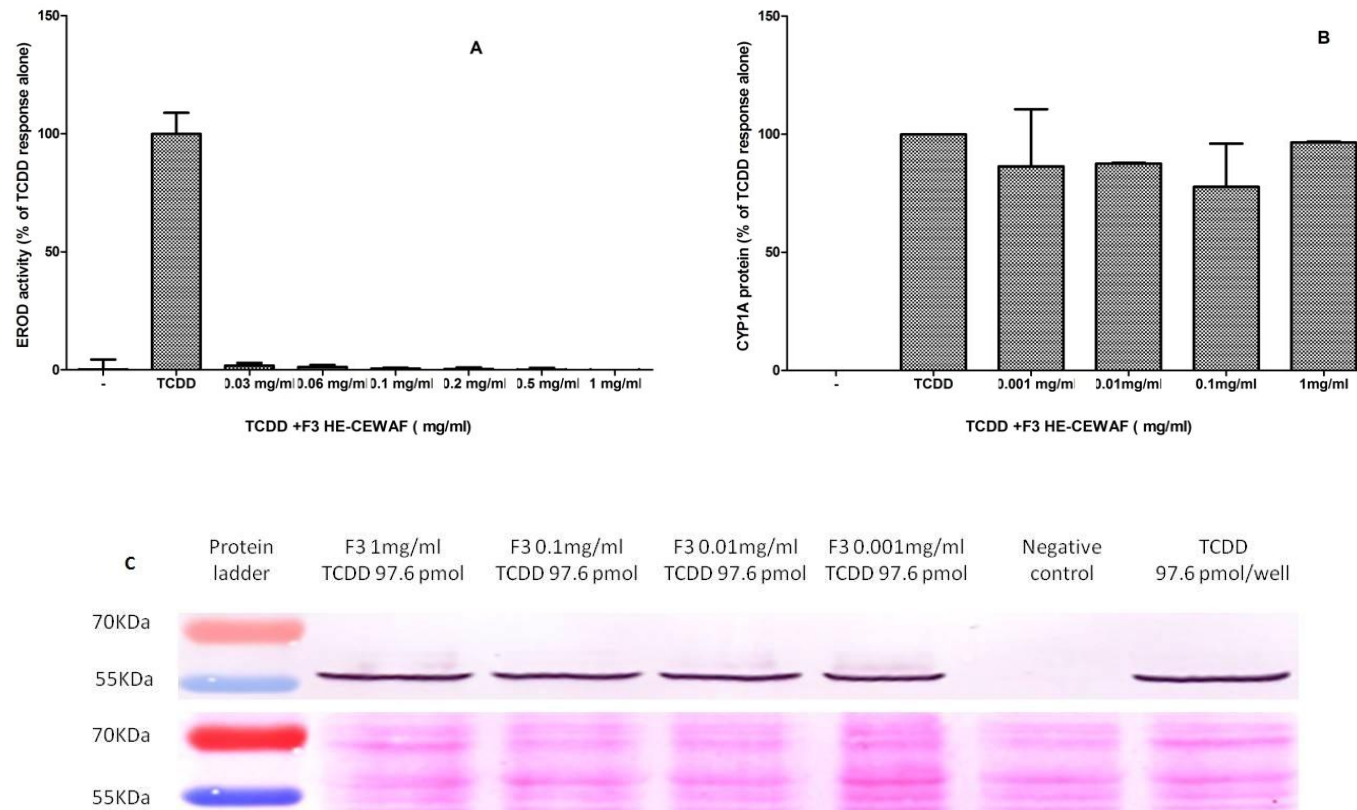 A
EROD activity (% of TCDD response alone)
150
100
50
0
- TCDD 0.03 mg/ml 0.06 mg/ml 0.1 mg/ml 0.2 mg/ml 0.5 mg/ml 1 mg/ml
TCDD +F3 HE-CEWAF ( mg/ml)
B
CYP1A protein (% of TCDD response alone)
150
100
50
0
- TCDD 0.001 mg/ml 0.01mg/ml 0.1mg/ml 1mg/ml
TCDD +F3 HE-CEWAF ( mg/ml)
C
Protein
ladder
F3 1mg/ml
TCDD 97.6 pmol
F3 0.1mg/ml
TCDD 97.6 pmol
F3 0.01mg/ml
TCDD 97.6 pmol
F3 0.001mg/ml
TCDD 97.6 pmol
Negative
control
TCDD
97.6 pmol/well
70KDa
55KDa
70KDa
55KDa